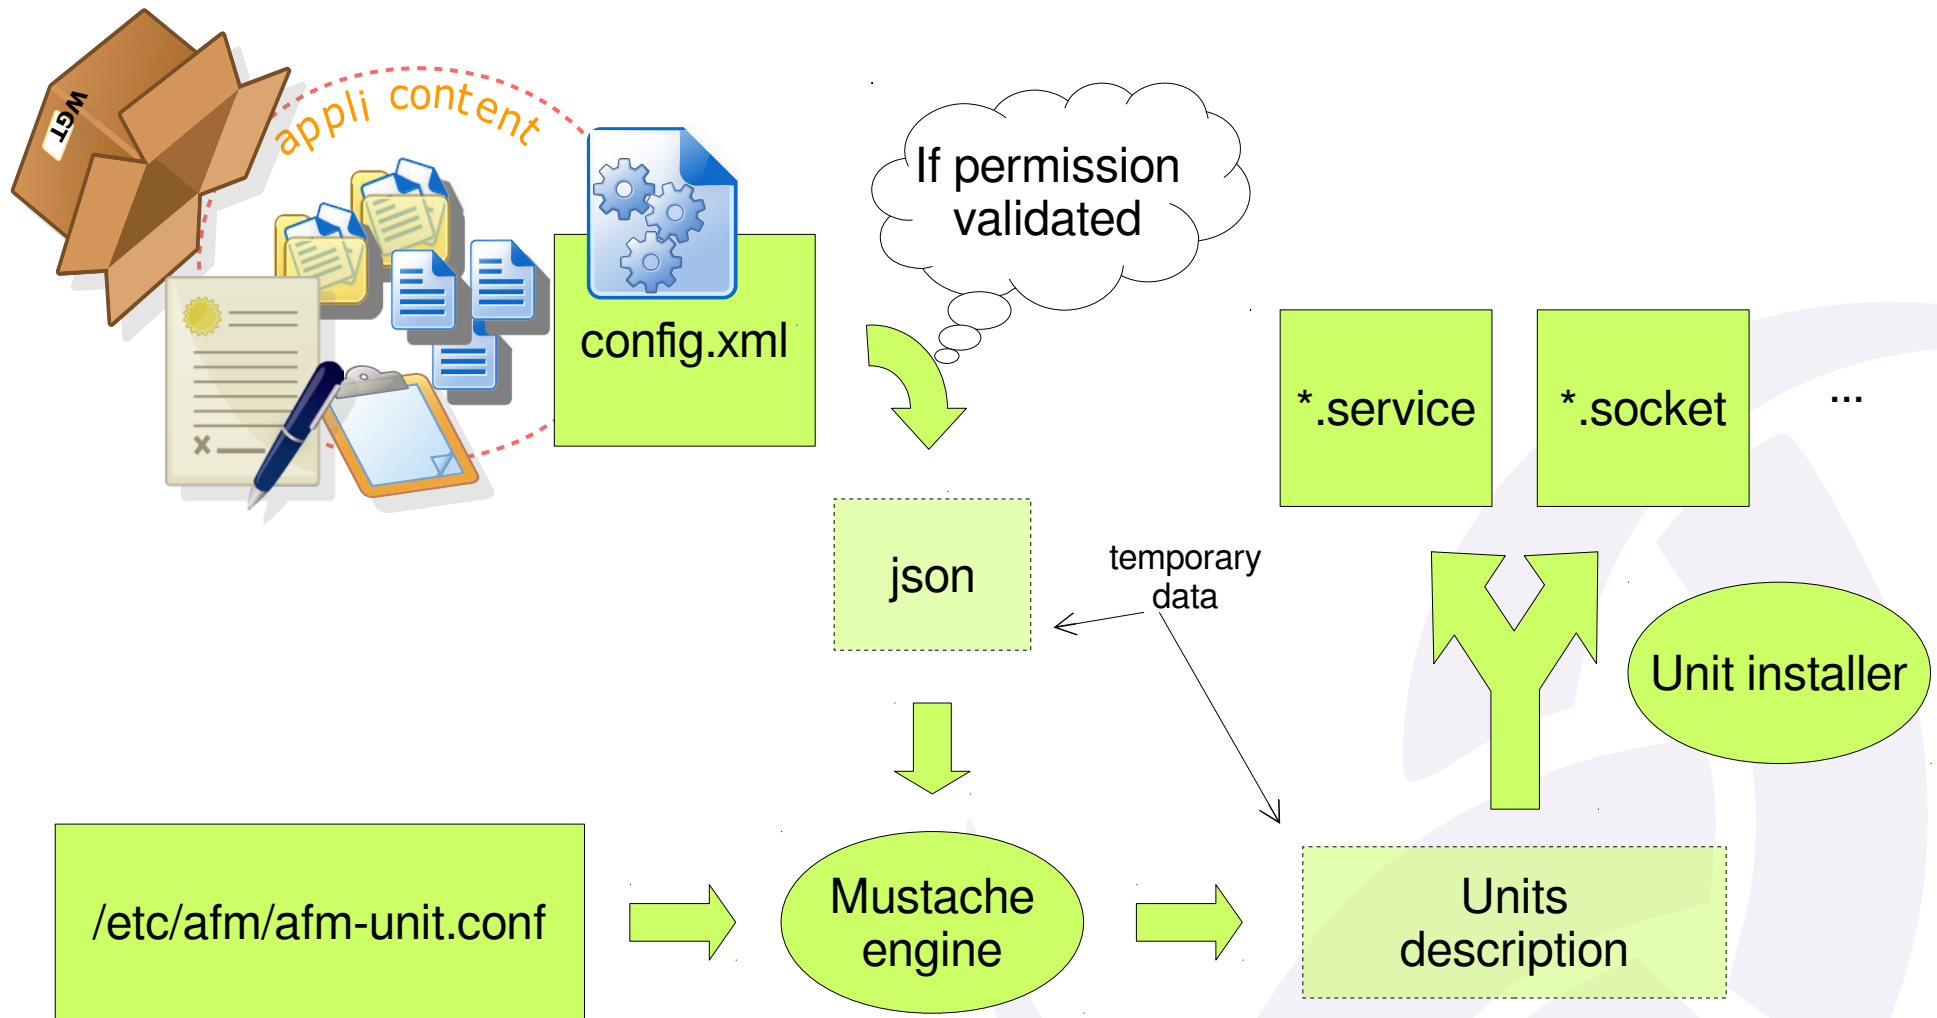 WGT
appli content
If permission
validated
config.xml
*.service
*.socket
...
json
temporary
data
Unit installer
/etc/afm/afm-unit.conf
Mustache
engine
Units
description